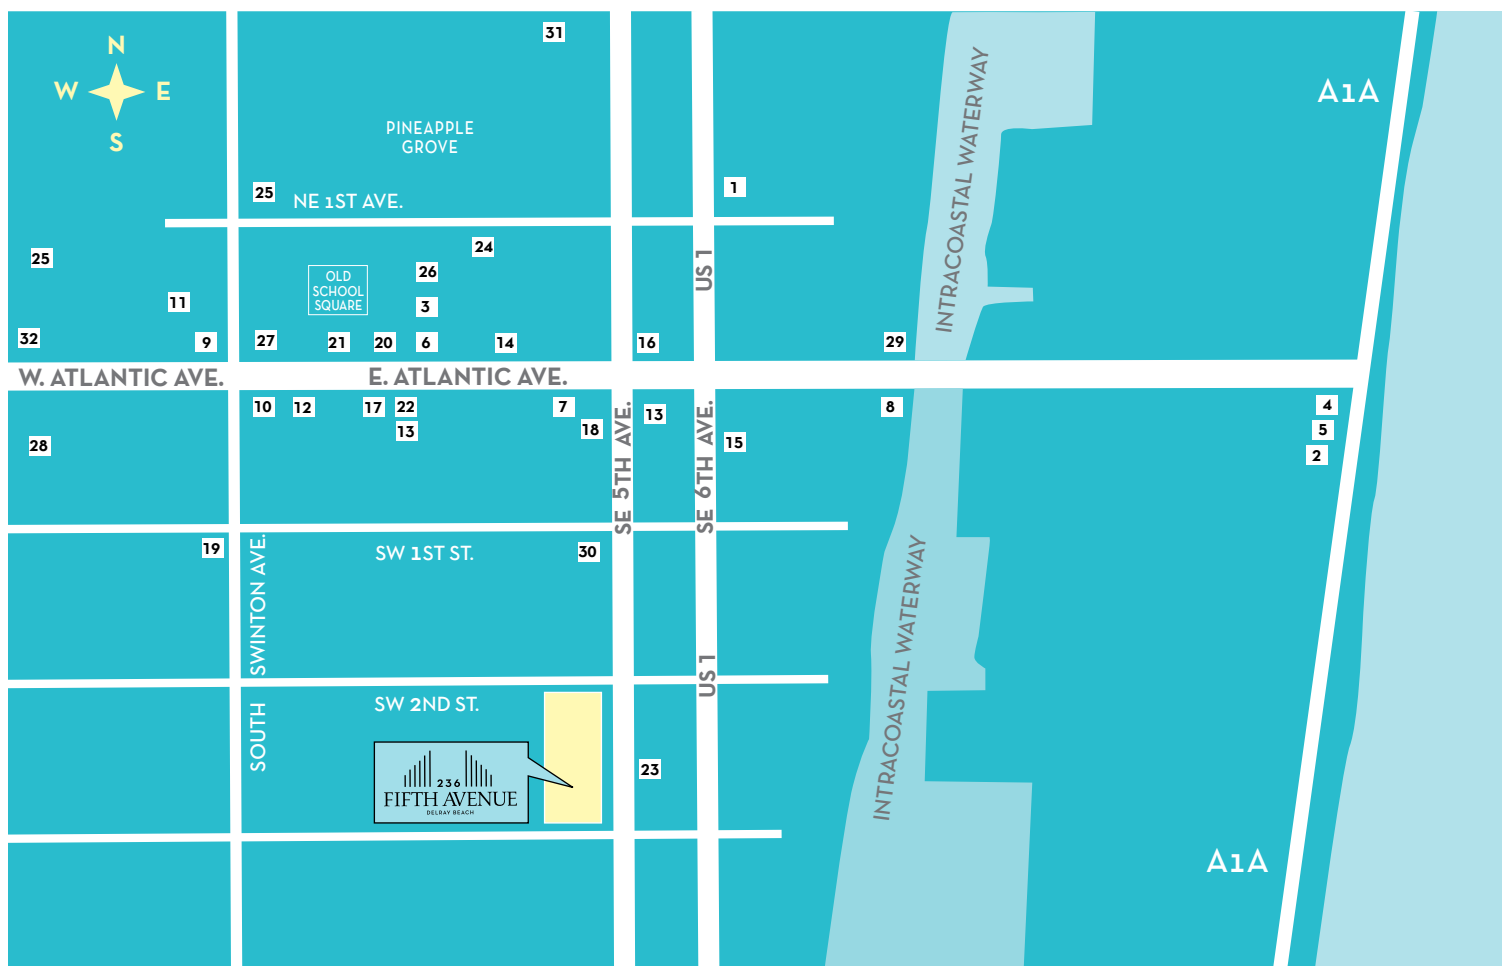 31
N
W E
S
A1A
PINEAPPLE
GROVE
INTRACOASTAL WATERWAY
25
NE 1ST AVE.
1
25
24
US 1
OLD
SCHOOL
SQUARE
26
11
3
32
9
27
21
20
6
14
16
29
W. ATLANTIC AVE.
E. ATLANTIC AVE.
10
12
17
22
13
7
18
SE 5TH AVE.
13
SE 6TH AVE.
15
8
4
5
2
28
19
SOUTH SWINTON AVE.
SW 1ST ST.
30
INTRACOASTAL WATERWAY
US 1
SW 2ND ST.
236
FIFTH AVENUE
DELRAY BEACH
23
A1A